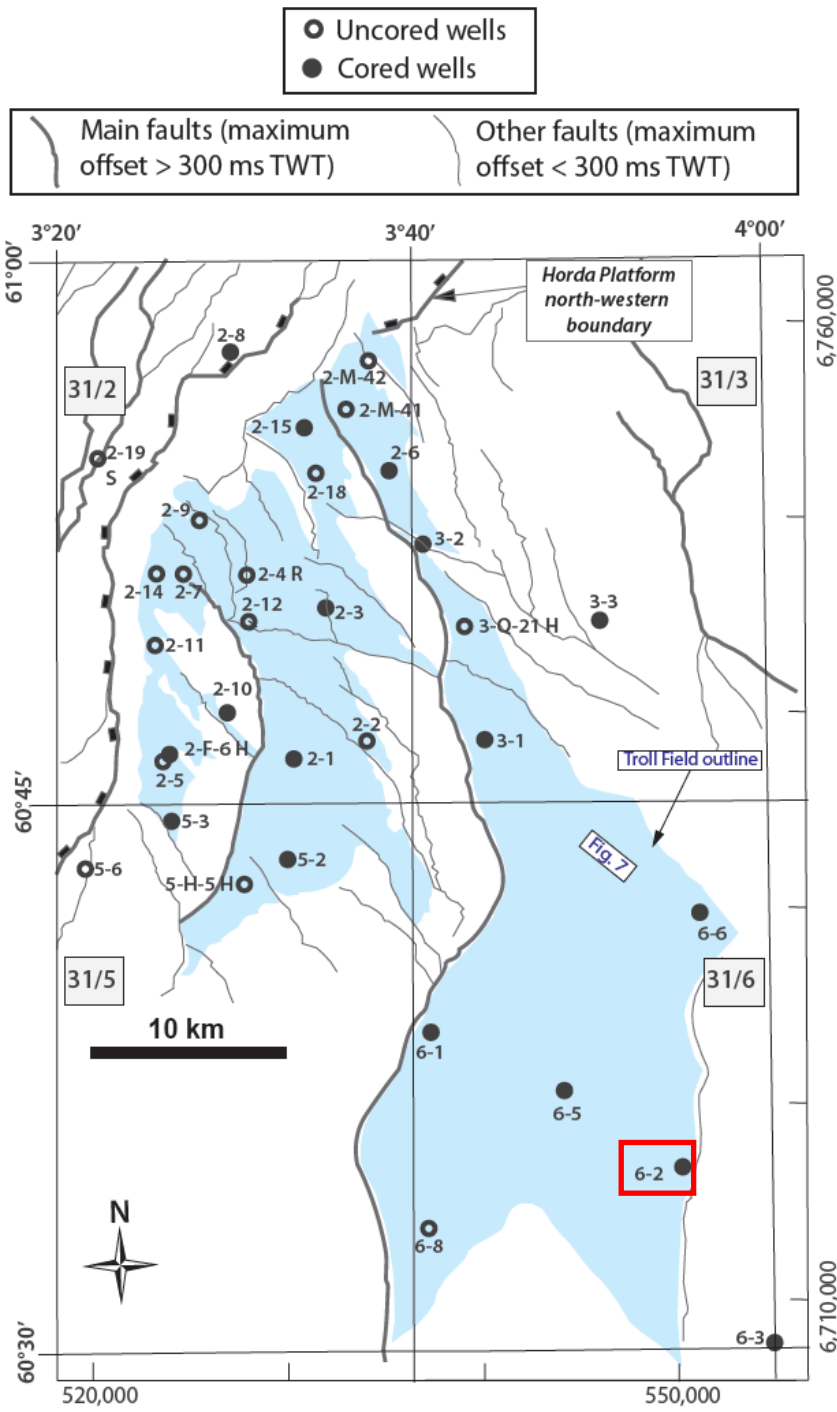 Uncored wells
Cored wells
Main faults (maximum
offset > 300 ms TWT)
Other faults (maximum
offset < 300 ms TWT)
3°20′
3°40′
4°00′
61°00′
Horda Platform
north-western
boundary
6,760,000
2-8
31/2
2-M-42
31/3
2-M-41
2-15
2-19
S
2-6
2-18
2-9
3-2
2-4 R
2-14
2-7
2-12
2-3
3-3
3-Q-21 H
2-11
2-10
2-2
3-1
2-F-6 H
2-1
2-5
Troll Field outline
60°45′
5-3
5-2
Fig. 7
5-6
5-H-5 H
6-6
31/5
31/6
10 km
6-1
6-5
6-2
N
6-8
6,710,000
6-3
60°30′
520,000
550,000